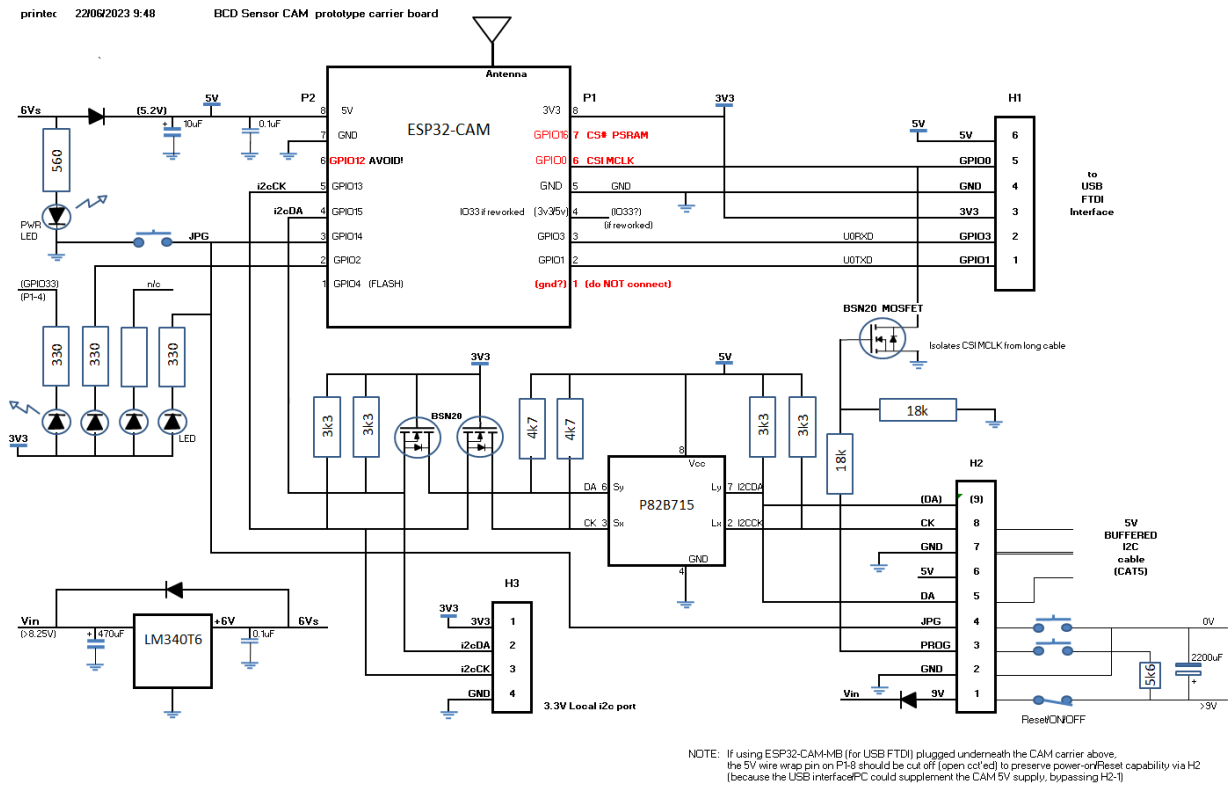 printec 22/06/2023 9:48 BCD Sensor CAM prototype carrier board
Antenna
6Vs
(5.2V)
5V
10uF
0.1uF
560
PWR
LED
P2
ESP32-CAM
P1
8 5V
7 GND
6 GPIO12 AVOID!
i2cCK 5 GPIO13
i2cDA 4 GPIO15
JPG 3 GPIO14
2 GPIO2
1 GPIO4 (FLASH)
3V3 8
GPIO16 7 CS# PSRAM
GPIO0 6 CSI MCLK
GND 5 GND
IO33 if reworked (3v3/5v) 4 (IO33?)
(if reworked)
GPIO3 3 U0RXD
GPIO1 2 U0TXD
(gnd?) 1 (do NOT connect)
3V3
H1
5V
5V 6
GPIO0 5
GND 4
3V3 3
GPIO3 2
GPIO1 1
to
USB
FTDI
Interface
(GPIO33)
(P1-4)
n/c
330
330
330
LED
3V3
BSN20 MOSFET
Isolates CSI MCLK from long cable
18k
18k
3V3
3k3
3k3
BSN20
4k7
4k7
5V
3k3
3k3
8
Vcc
P82B715
DA 6 Sy
CK 3 Sx
Ly 7 I2CDA
Lx 2 I2CCK
GND
4
H2
(DA) (9)
CK 8
GND 7
5V 6
DA 5
JPG 4
PROG 3
GND 2
Vin 9V 1
5V
BUFFERED
I2C
cable
(CAT5)
0V
2200uF
+
5k6
>9V
Reset/ON/OFF
Vin
(>8.25V)
+ 470uF
LM340T6
+6V
0.1uF
6Vs
H3
3V3
3V3 1
i2cDA 2
i2cCK 3
GND 4
3.3V Local i2c port
NOTE: If using ESP32-CAM-MB (for USB FTDI) plugged underneath the CAM carrier above,
the 5V wire wrap pin on P1-8 should be cut off (open cct'ed) to preserve power-on/Reset capability via H2
(because the USB interface/PC could supplement the CAM 5V supply, bypassing H2-1)